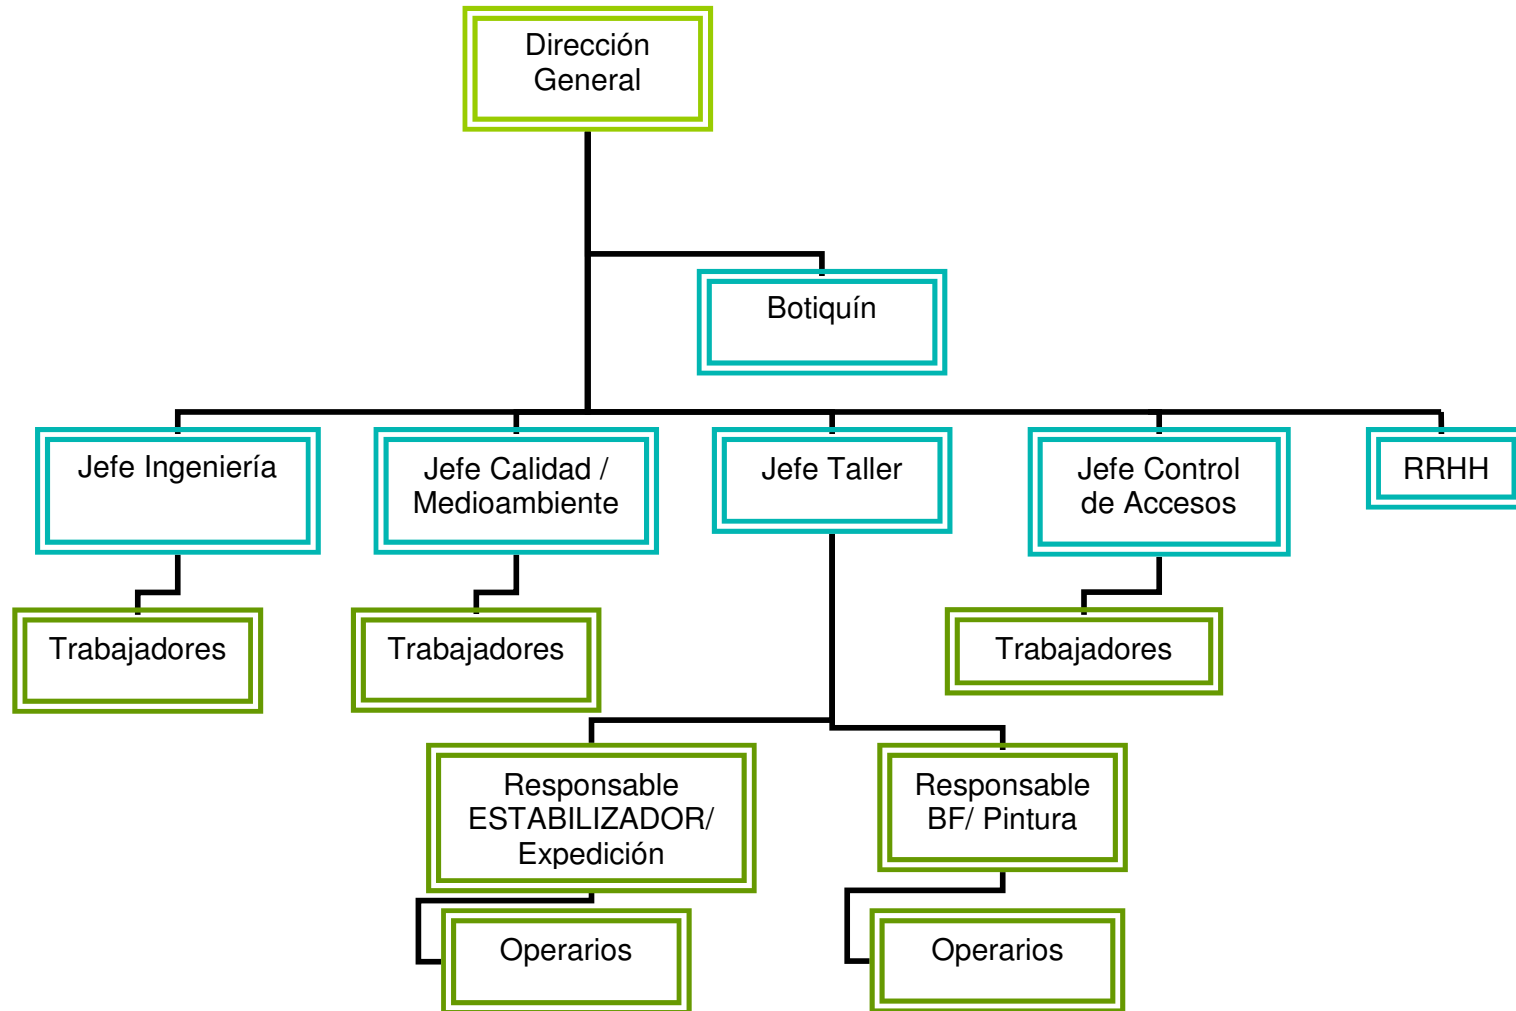 Dirección
General
Botiquín
Jefe Ingeniería
Jefe Calidad /
Medioambiente
Jefe Taller
Jefe Control
de Accesos
RRHH
Trabajadores
Trabajadores
Trabajadores
Responsable
ESTABILIZADOR/
Expedición
Responsable
BF/ Pintura
Operarios
Operarios